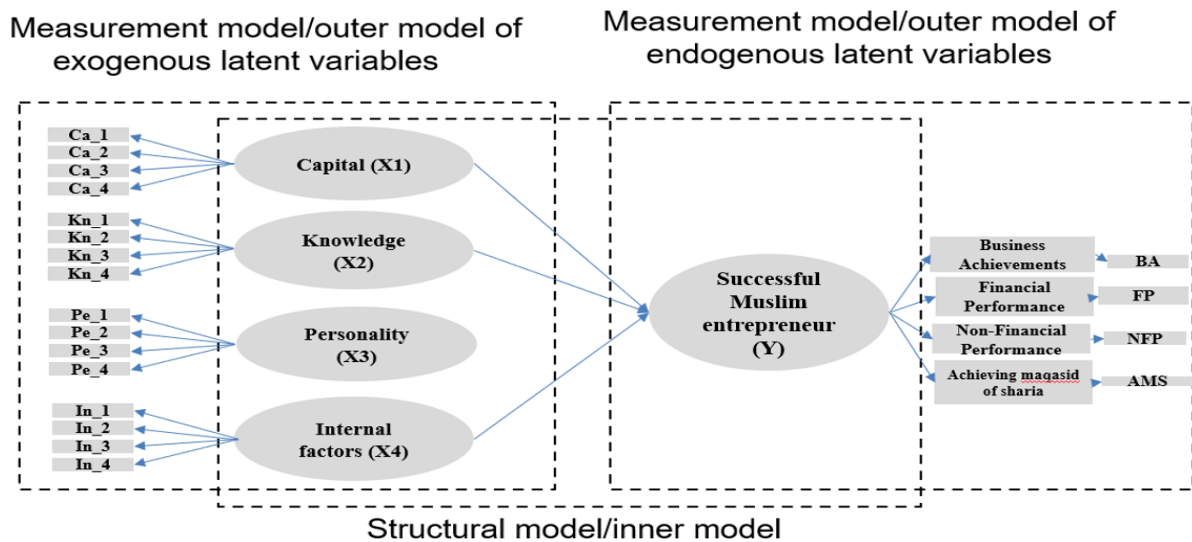 Measurement model/outer model of
exogenous latent variables
Measurement model/outer model of
endogenous latent variables
Ca_1
Ca_2
Ca_3
Ca_4
Capital (X1)
Kn_1
Kn_2
Kn_3
Kn_4
Knowledge
(X2)
Pe_1
Pe_2
Pe_3
Pe_4
Personality
(X3)
In_1
In_2
In_3
In_4
Internal
factors (X4)
Successful
Muslim
entrepreneur
(Y)
Business
Achievements
BA
Financial
Performance
FP
Non-Financial
Performance
NFP
Achieving maqasid
of sharia
AMS
Structural model/inner model